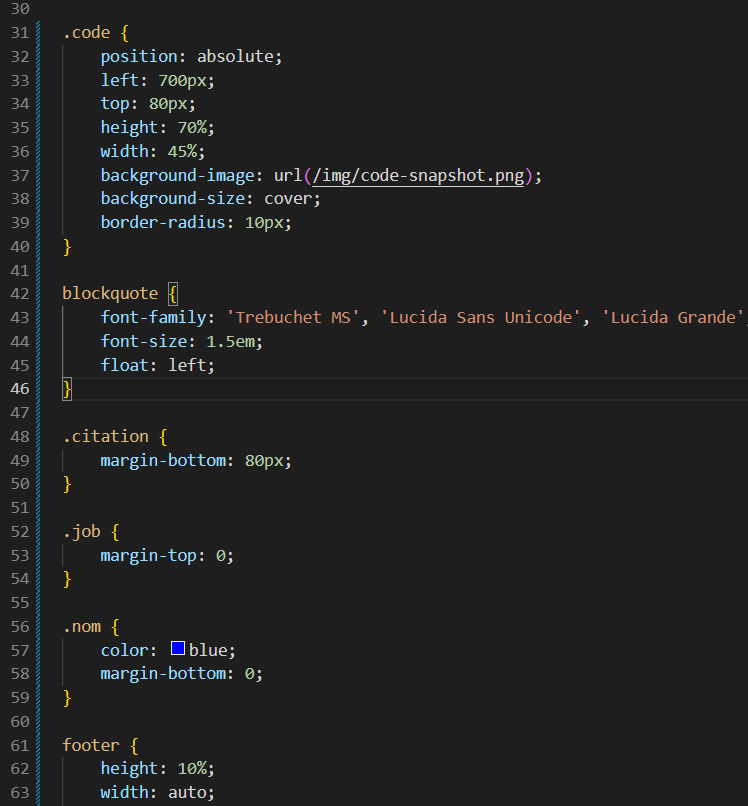 30
31 .code {
32 position: absolute;
33 left: 700px;
34 top: 80px;
35 height: 70%;
36 width: 45%;
37 background-image: url(/img/code-snapshot.png);
38 background-size: cover;
39 border-radius: 10px;
40 }
41
42 blockquote {
43 font-family: 'Trebuchet MS', 'Lucida Sans Unicode', 'Lucida Grande',
44 font-size: 1.5em;
45 float: left;
46 }
47
48 .citation {
49 margin-bottom: 80px;
50 }
51
52 .job {
53 margin-top: 0;
54 }
55
56 .nom {
57 color: blue;
58 margin-bottom: 0;
59 }
60
61 footer {
62 height: 10%;
63 width: auto;